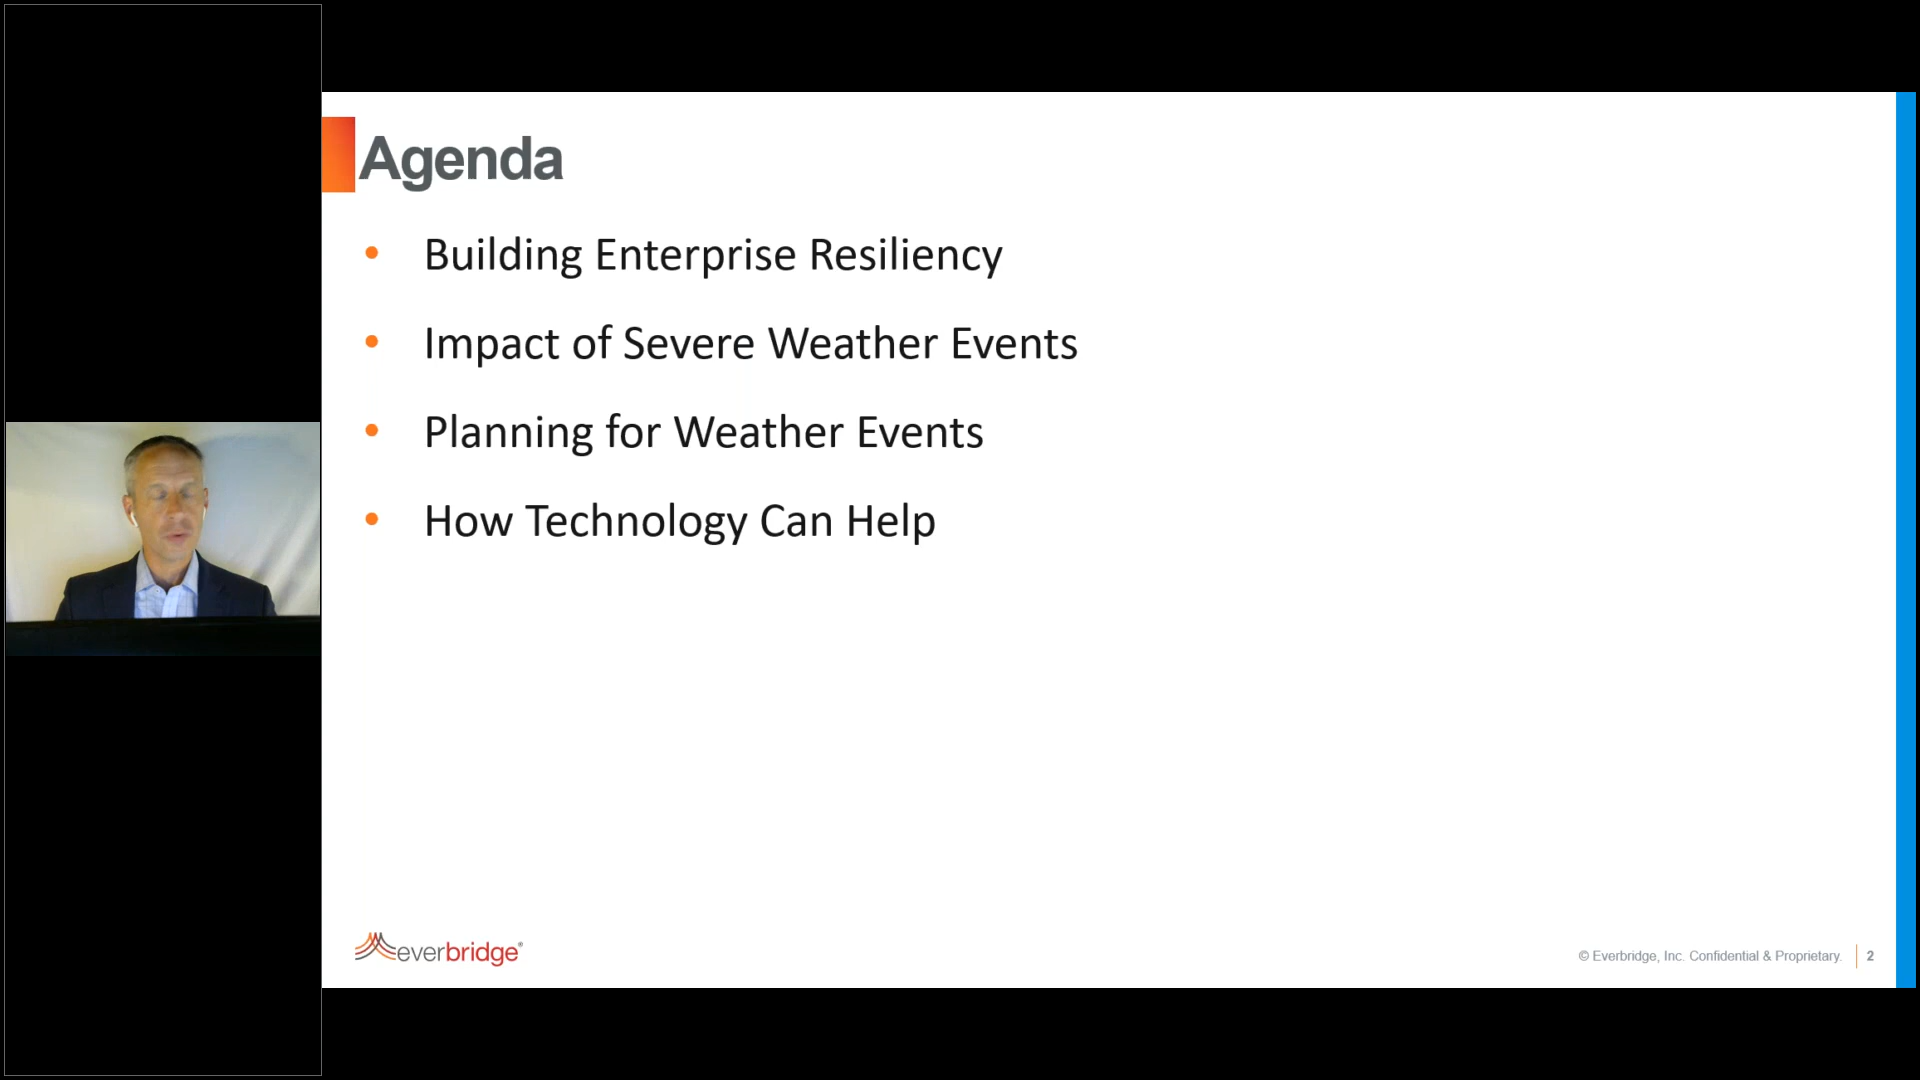 Agenda
• Building Enterprise Resiliency
• Impact of Severe Weather Events
• Planning for Weather Events
• How Technology Can Help
everbridge®
© Everbridge, Inc. Confidential & Proprietary. 2